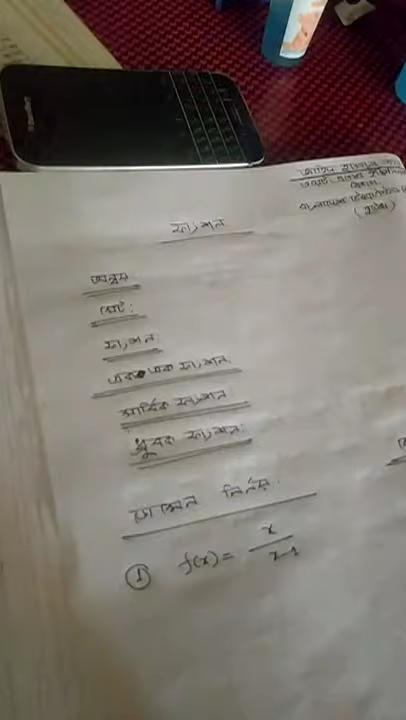 ফাংশন
অন্বয়:
সেট:
ফাংশন:
এক-এক ফাংশন:
সার্বিক ফাংশন:
ধ্রুবক ফাংশন:
ডোমেন নির্ণয়:
① f(x) = x / x-1